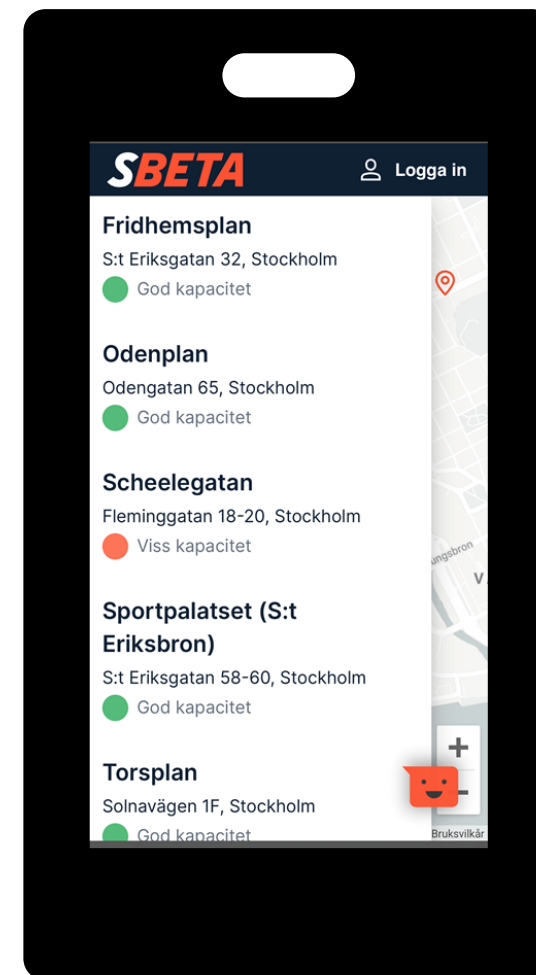 SBETA
Logga in
Fridhemsplan
S:t Eriksgatan 32, Stockholm
God kapacitet
Odenplan
Odengatan 65, Stockholm
God kapacitet
Scheelegatan
Fleminggatan 18-20, Stockholm
Viss kapacitet
Sportpalatset (S:t
Eriksbron)
S:t Eriksgatan 58-60, Stockholm
God kapacitet
Torsplan
Solnavägen 1F, Stockholm
God kapacitet
ungsbron
V
+
−
Bruksvilkår